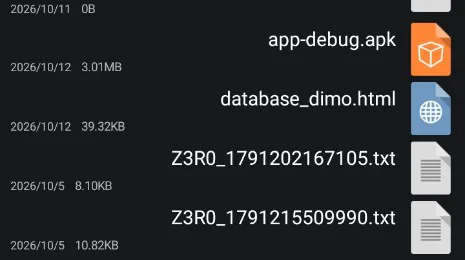 2026/10/11 0B
app-debug.apk
2026/10/12 3.01MB
database_dimo.html
2026/10/12 39.32KB
Z3R0_1791202167105.txt
2026/10/5 8.10KB
Z3R0_1791215509990.txt
2026/10/5 10.82KB